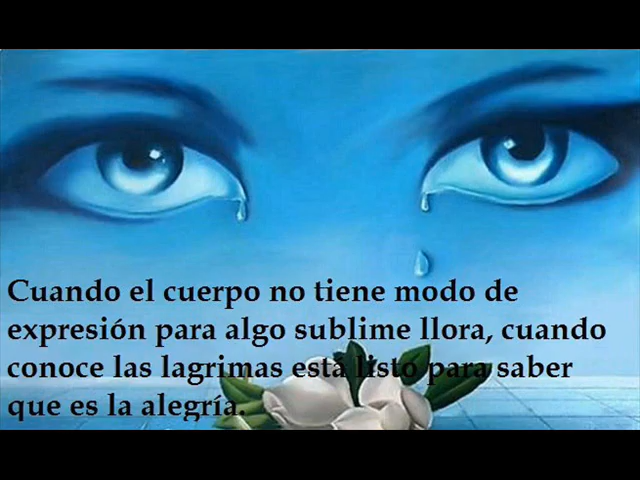 Cuando el cuerpo no tiene modo de
expresión para algo sublime llora, cuando
conoce las lagrimas está listo para saber
que es la alegría.